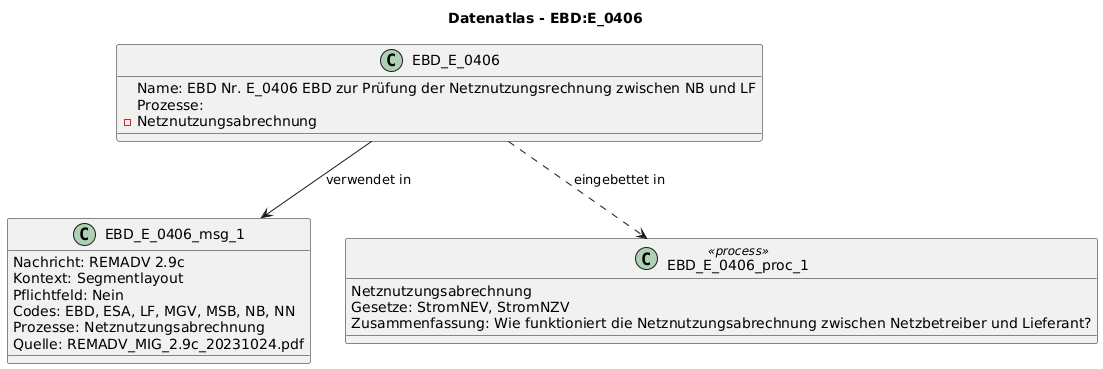 Datenatlas - EBD:E_0406
C EBD_E_0406
Name: EBD Nr. E_0406 EBD zur Prüfung der Netznutzungsrechnung zwischen NB und LF
Prozesse:
Netznutzungsabrechnung
verwendet in
eingebettet in
C EBD_E_0406_msg_1
Nachricht: REMADV 2.9c
Kontext: Segmentlayout
Pflichtfeld: Nein
Codes: EBD, ESA, LF, MGV, MSB, NB, NN
Prozesse: Netznutzungsabrechnung
Quelle: REMADV_MIG_2.9c_20231024.pdf
«process»
C EBD_E_0406_proc_1
Netznutzungsabrechnung
Gesetze: StromNEV, StromNZV
Zusammenfassung: Wie funktioniert die Netznutzungsabrechnung zwischen Netzbetreiber und Lieferant?